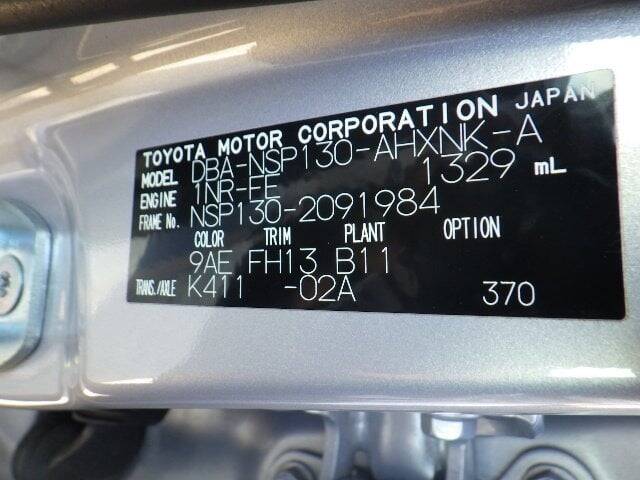 TOYOTA MOTOR CORPORATION JAPAN
MODEL DBA-NSP130-AHXNK-A
ENGINE 1NR-FE 1329 mL
FRAME No. NSP130-2091984
COLOR TRIM PLANT OPTION
9AE FH13 B11
TRANS./AXLE K411 -02A 370